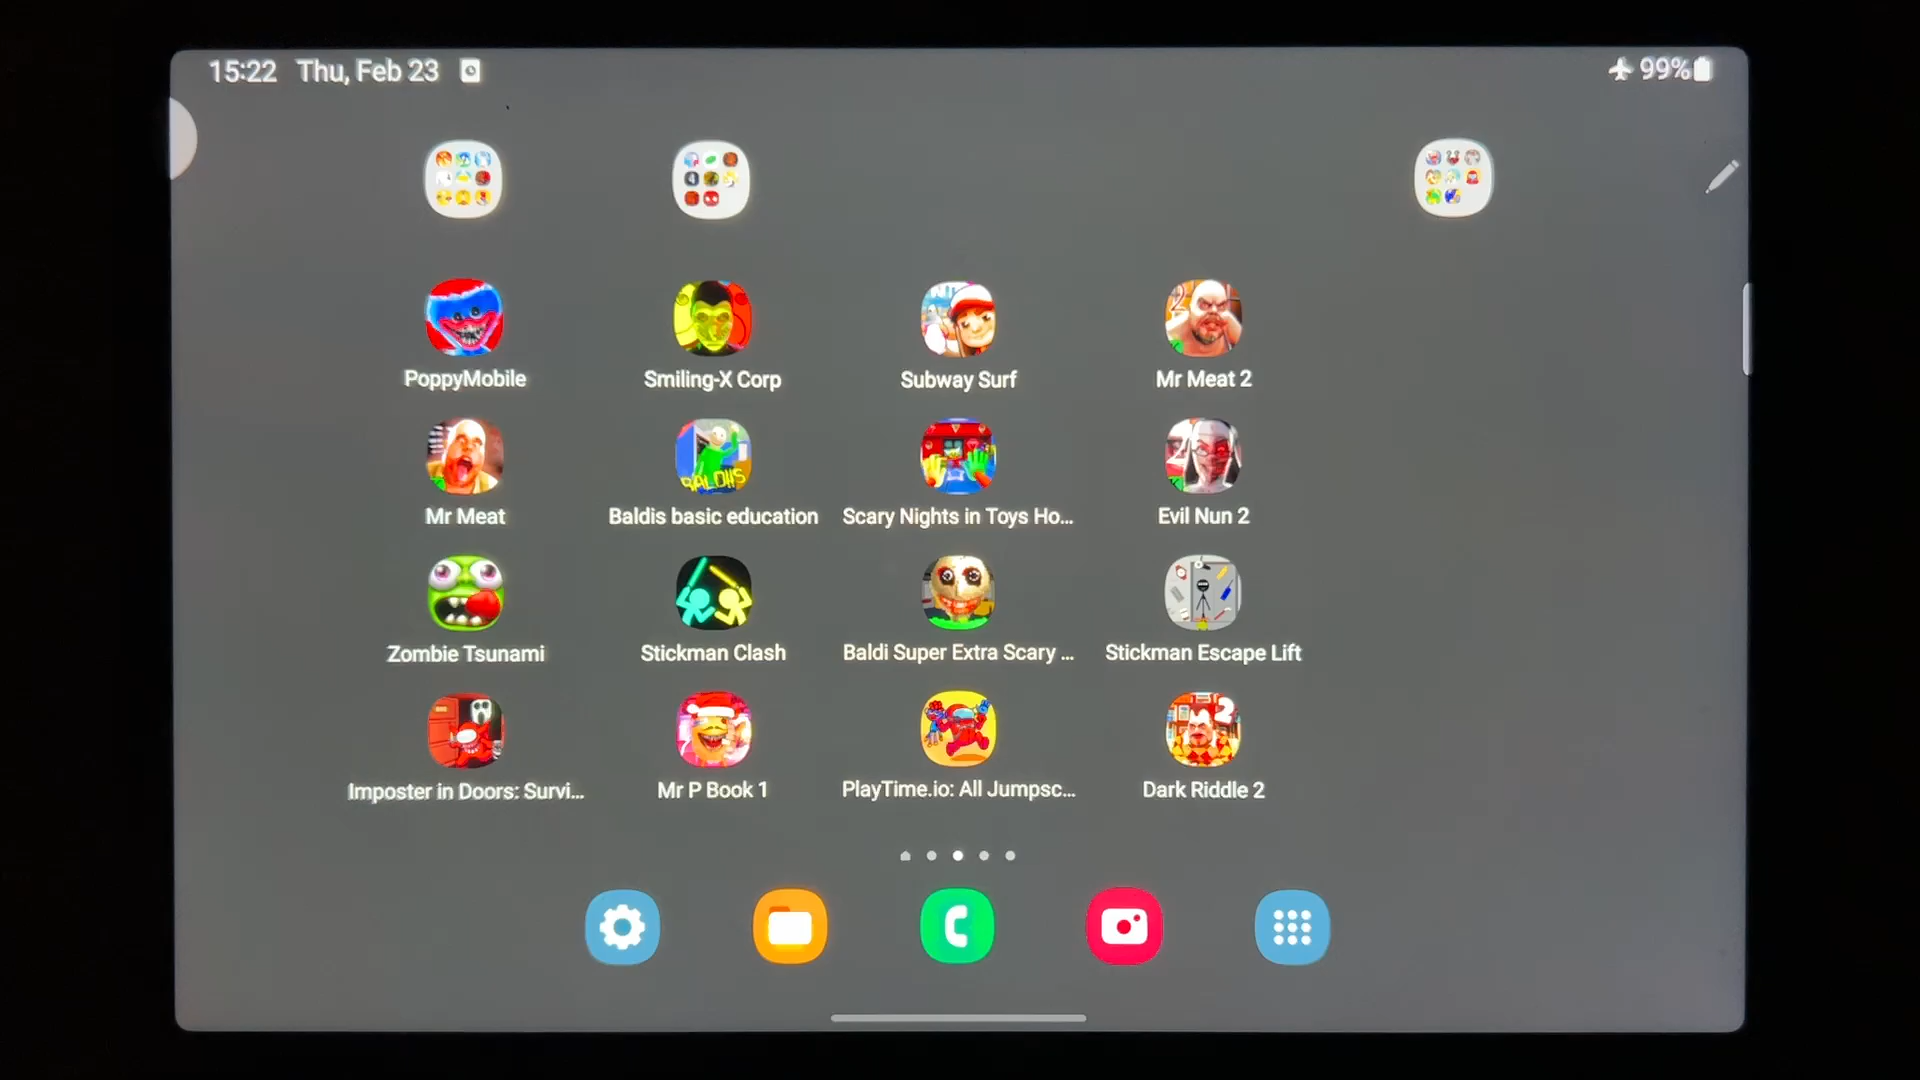 15:22 Thu, Feb 23
99%
PoppyMobile
Smiling-X Corp
Subway Surf
Mr Meat 2
Mr Meat
Baldis basic education
Scary Nights in Toys Ho...
Evil Nun 2
Zombie Tsunami
Stickman Clash
Baldi Super Extra Scary ...
Stickman Escape Lift
Imposter in Doors: Survi...
Mr P Book 1
PlayTime.io: All Jumpsc...
Dark Riddle 2